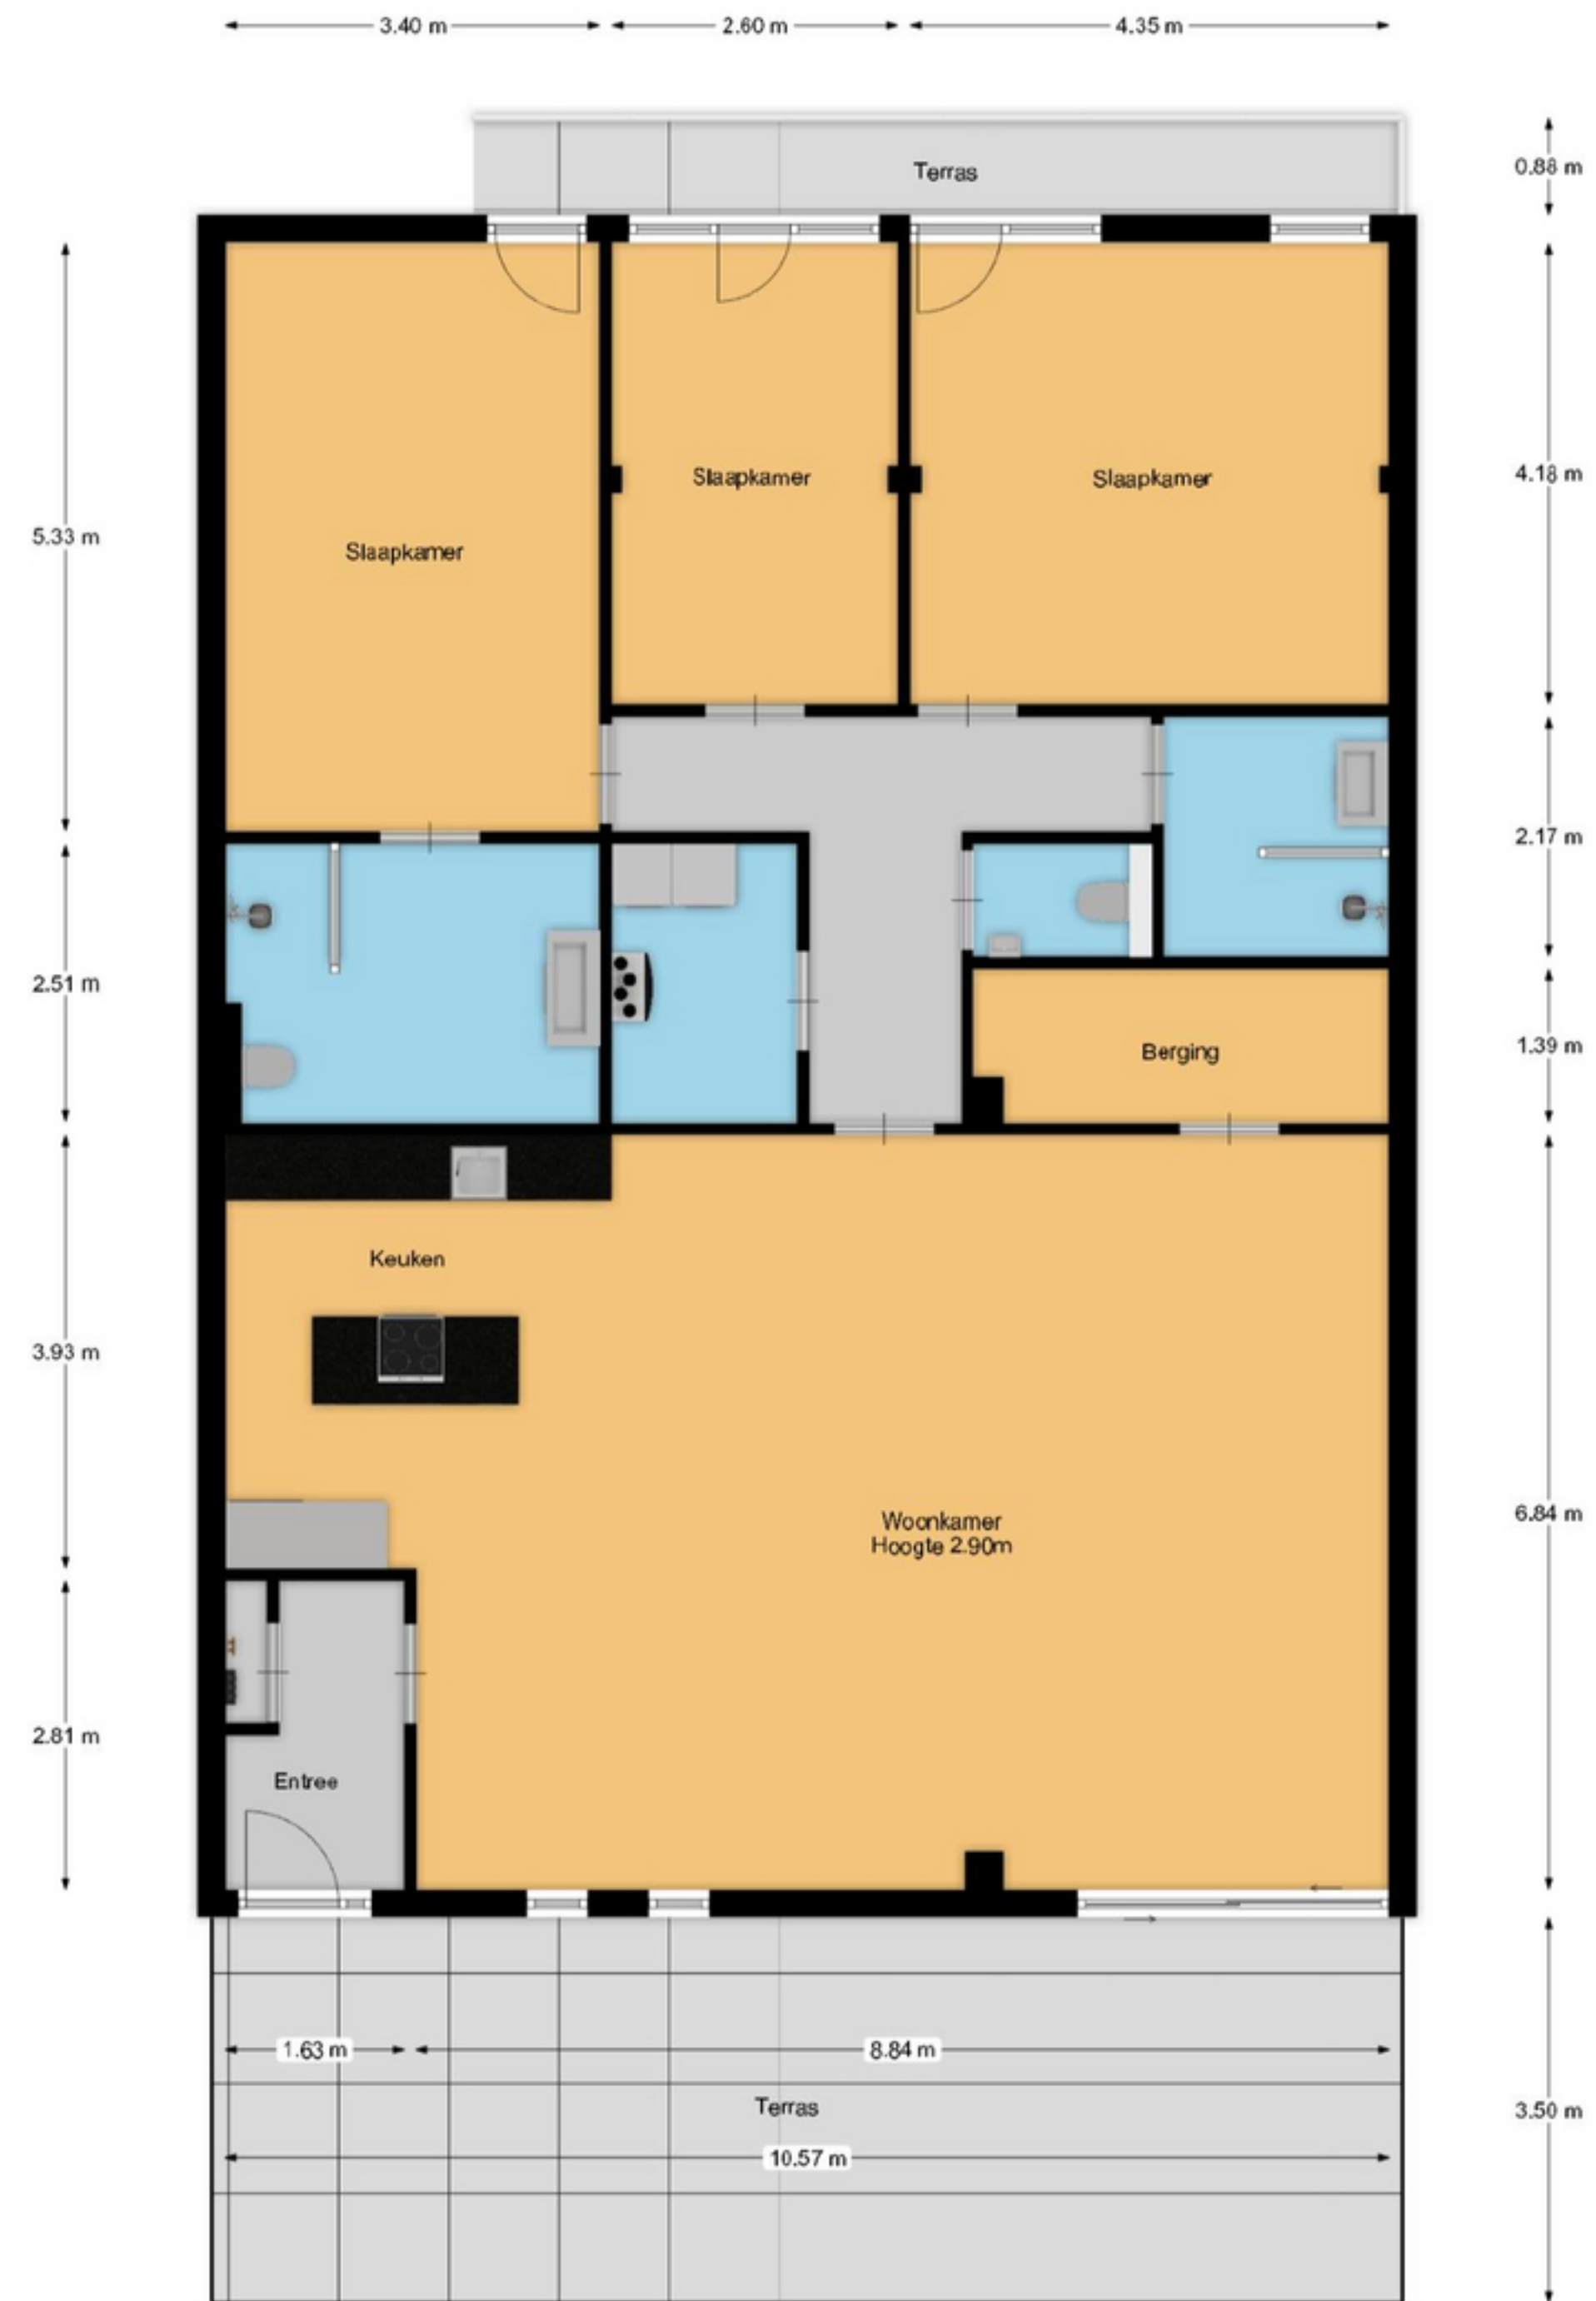 3.40 m
2.60 m
4.35 m
Terras
0.88 m
Slaapkamer
Slaapkamer
4.18 m
5.33 m
Slaapkamer
2.17 m
2.51 m
1.39 m
Berging
Keuken
3.93 m
6.84 m
Woonkamer
Hoogte 2.90m
2.81 m
Entree
1.63 m
8.84 m
Terras
3.50 m
10.57 m